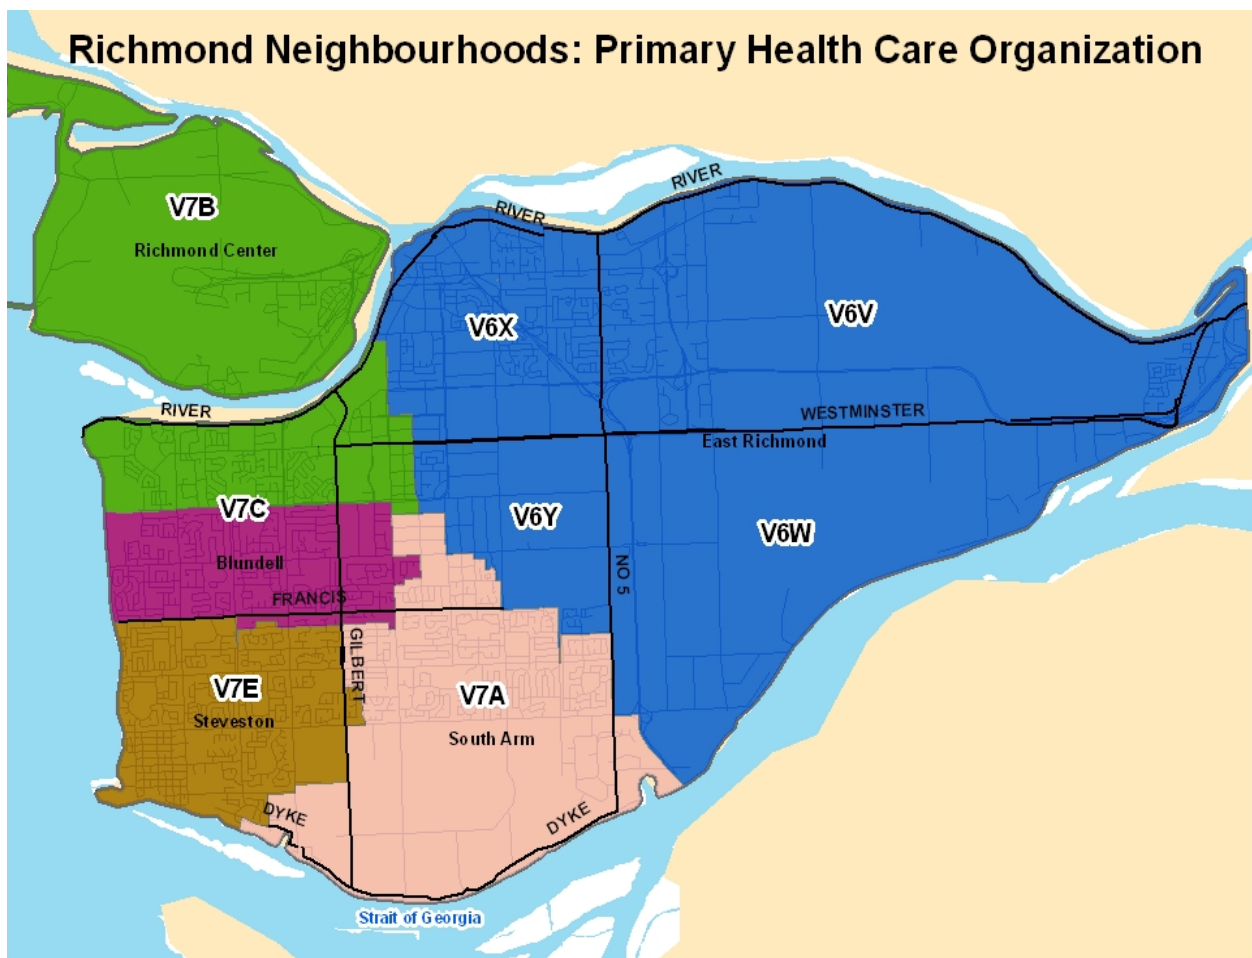 Richmond Neighbourhoods: Primary Health Care Organization
RIVER
V7B
RIVER
Richmond Center
V6V
V6X
RIVER
WESTMINSTER
East Richmond
V7C
V6Y
V6W
Blundell
NO 5
FRANCIS
GILBERT
V7E
V7A
Steveston
South Arm
DYKE
DYKE
Strait of Georgia